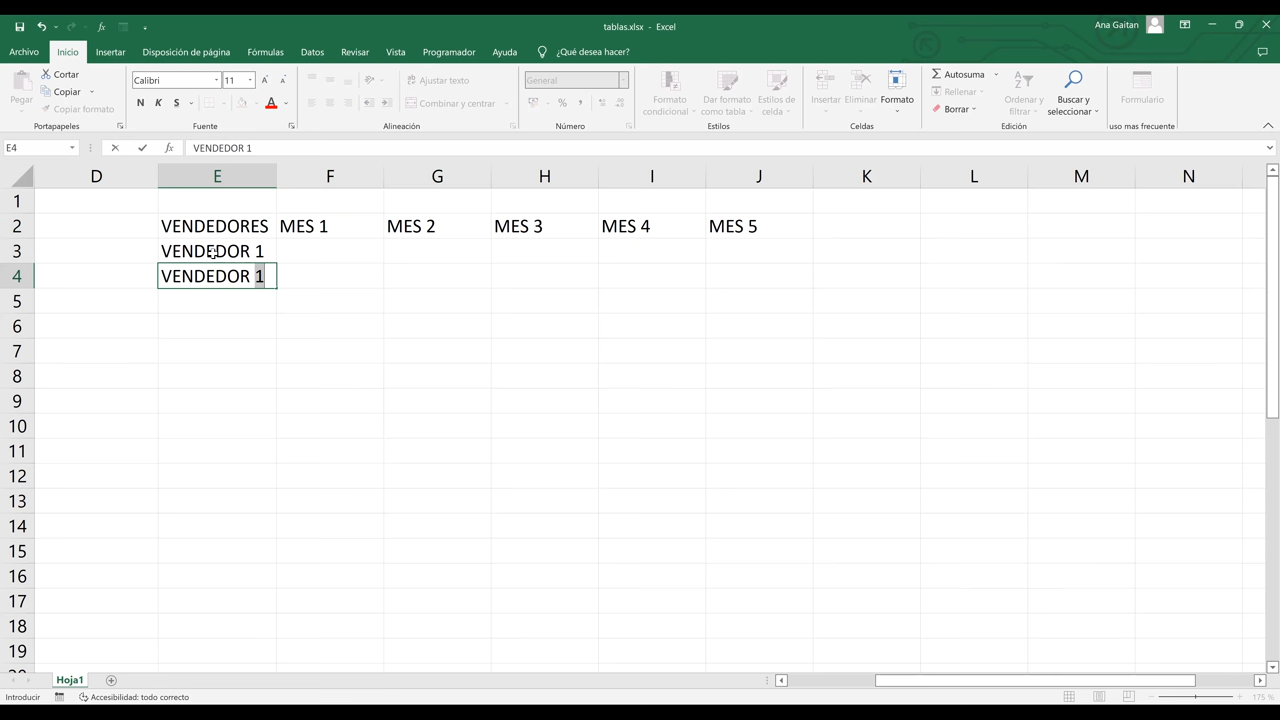 tablas.xlsx - Excel
Ana Gaitan
Archivo Inicio Insertar Disposición de página Fórmulas Datos Revisar Vista Programador Ayuda ¿Qué desea hacer?
Pegar
Cortar
Copiar
Copiar formato
Portapapeles
Calibri 11
N K S
Fuente
Ajustar texto
Combinar y centrar
Alineación
General
% 000
Número
Formato condicional
Dar formato como tabla
Estilos de celda
Estilos
Insertar Eliminar Formato
Celdas
Autosuma
Rellenar
Borrar
Ordenar y filtrar
Buscar y seleccionar
Edición
Formulario
uso mas frecuente
E4 fx VENDEDOR 1
D E F G H I J K L M N
1
2 VENDEDORES MES 1 MES 2 MES 3 MES 4 MES 5
3 VENDEDOR 1
4 VENDEDOR 1
5
6
7
8
9
10
11
12
13
14
15
16
17
18
19
Hoja1
Introducir Accesibilidad: todo correcto 175 %